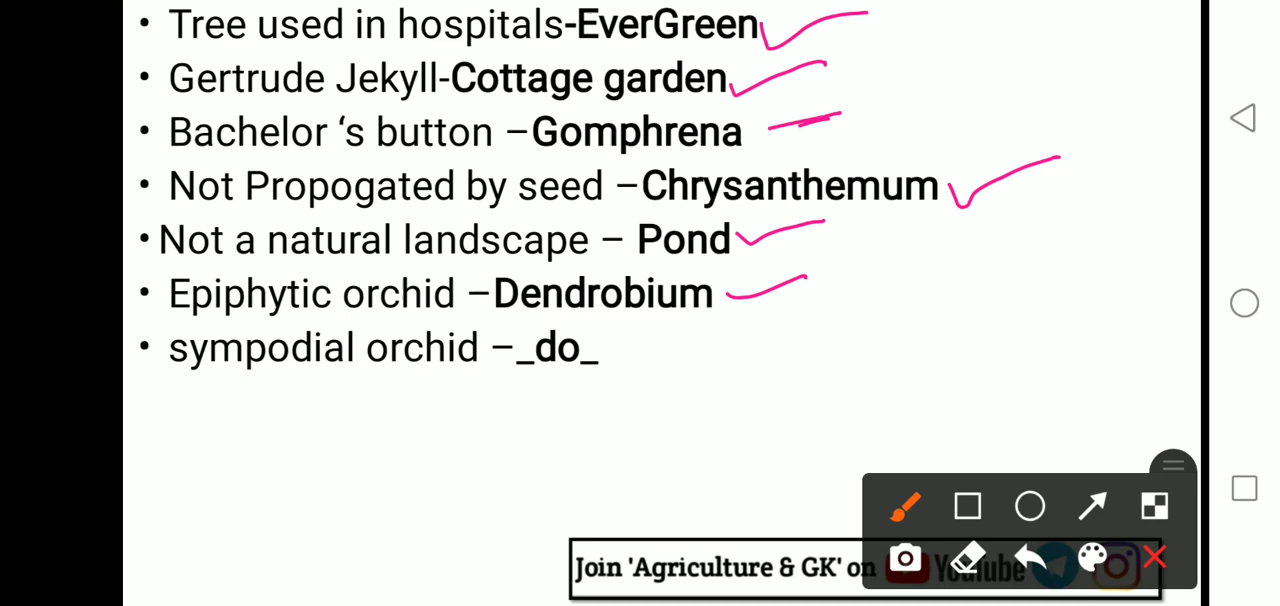 • Tree used in hospitals-EverGreen
• Gertrude Jekyll-Cottage garden
• Bachelor ‘s button –Gomphrena
• Not Propogated by seed –Chrysanthemum
• Not a natural landscape – Pond
• Epiphytic orchid –Dendrobium
• sympodial orchid –_do_
Join 'Agriculture & GK' on YouTube